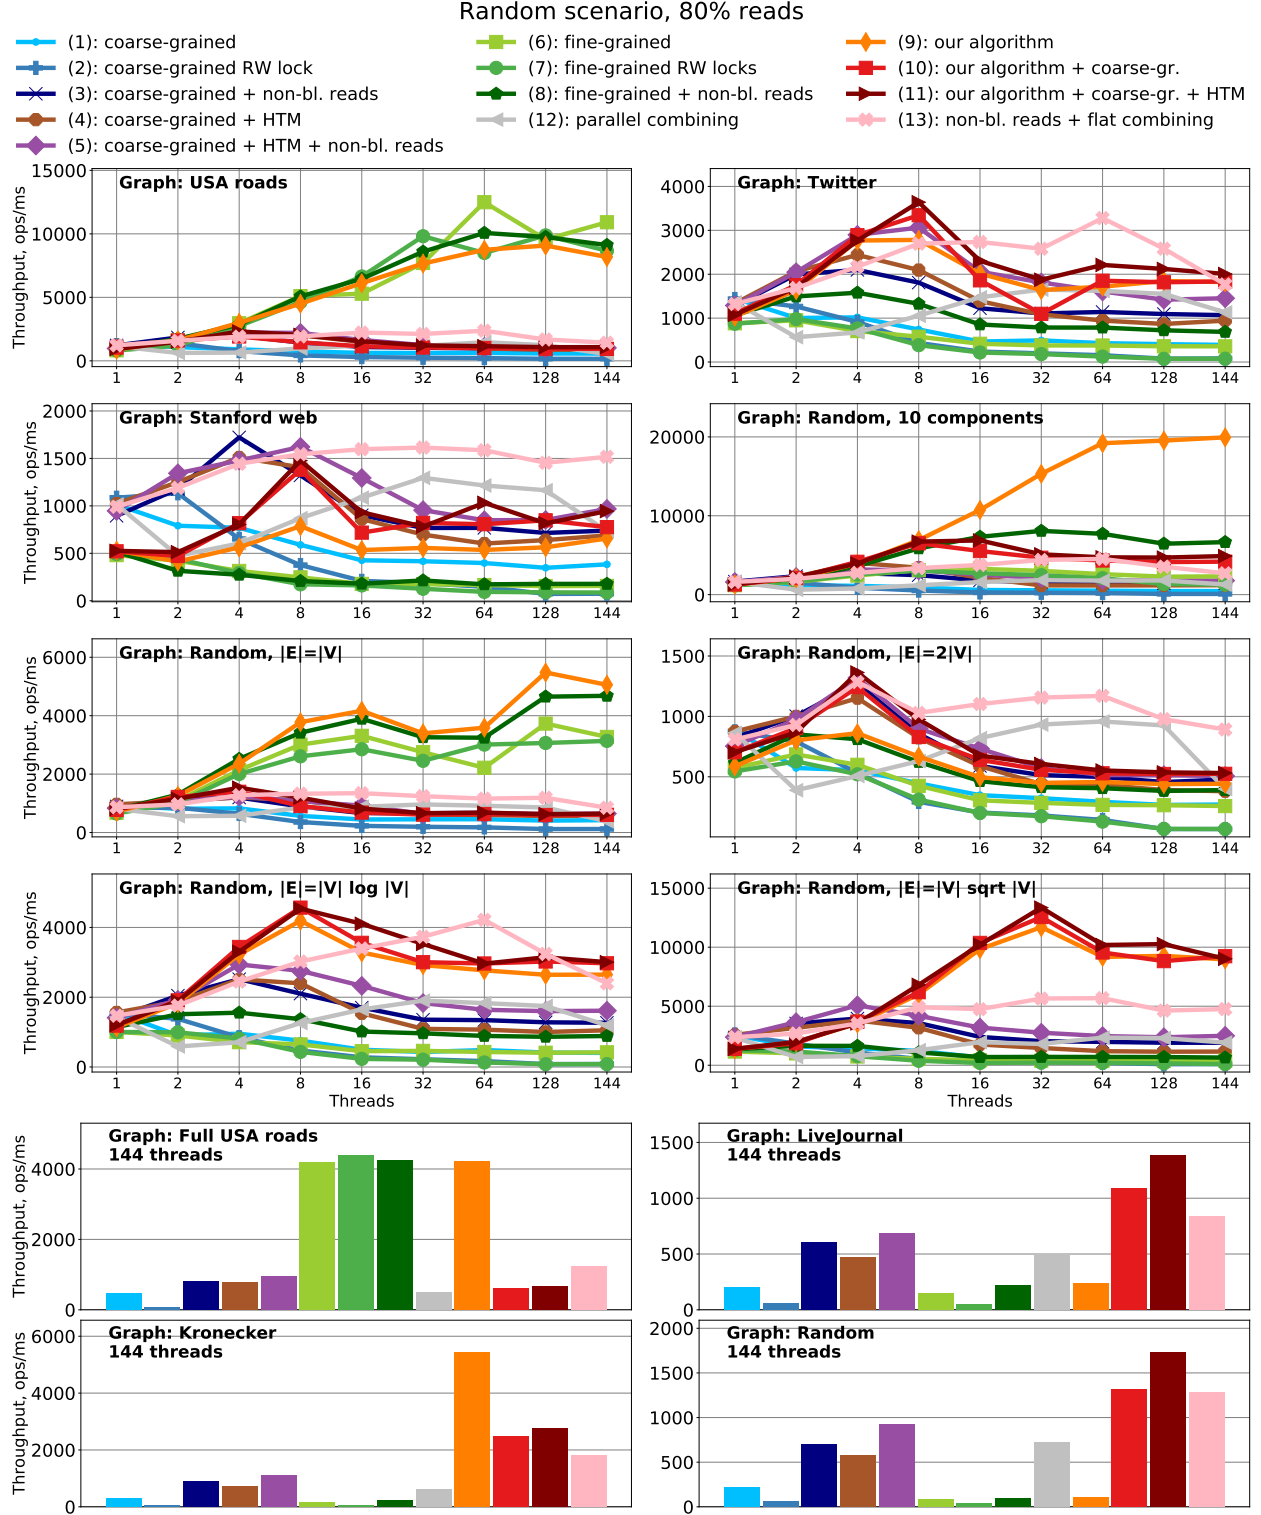 Random scenario, 80% reads
(1): coarse-grained
(2): coarse-grained RW lock
(3): coarse-grained + non-bl. reads
(4): coarse-grained + HTM
(5): coarse-grained + HTM + non-bl. reads
(6): fine-grained
(7): fine-grained RW locks
(8): fine-grained + non-bl. reads
(12): parallel combining
(9): our algorithm
(10): our algorithm + coarse-gr.
(11): our algorithm + coarse-gr. + HTM
(13): non-bl. reads + flat combining
Graph: USA roads
Throughput, ops/ms
15000
10000
5000
0
1 2 4 8 16 32 64 128 144
Graph: Twitter
4000
3000
2000
1000
0
1 2 4 8 16 32 64 128 144
Graph: Stanford web
Throughput, ops/ms
2000
1500
1000
500
0
1 2 4 8 16 32 64 128 144
Graph: Random, 10 components
20000
10000
0
1 2 4 8 16 32 64 128 144
Graph: Random, |E|=|V|
Throughput, ops/ms
6000
4000
2000
0
1 2 4 8 16 32 64 128 144
Graph: Random, |E|=2|V|
1500
1000
500
1 2 4 8 16 32 64 128 144
Graph: Random, |E|=|V| log |V|
Throughput, ops/ms
4000
2000
0
1 2 4 8 16 32 64 128 144
Threads
Graph: Random, |E|=|V| sqrt |V|
15000
10000
5000
0
1 2 4 8 16 32 64 128 144
Threads
Graph: Full USA roads
144 threads
Throughput, ops/ms
4000
2000
0
Graph: LiveJournal
144 threads
1500
1000
500
0
Graph: Kronecker
144 threads
Throughput, ops/ms
6000
4000
2000
0
Graph: Random
144 threads
2000
1500
1000
500
0